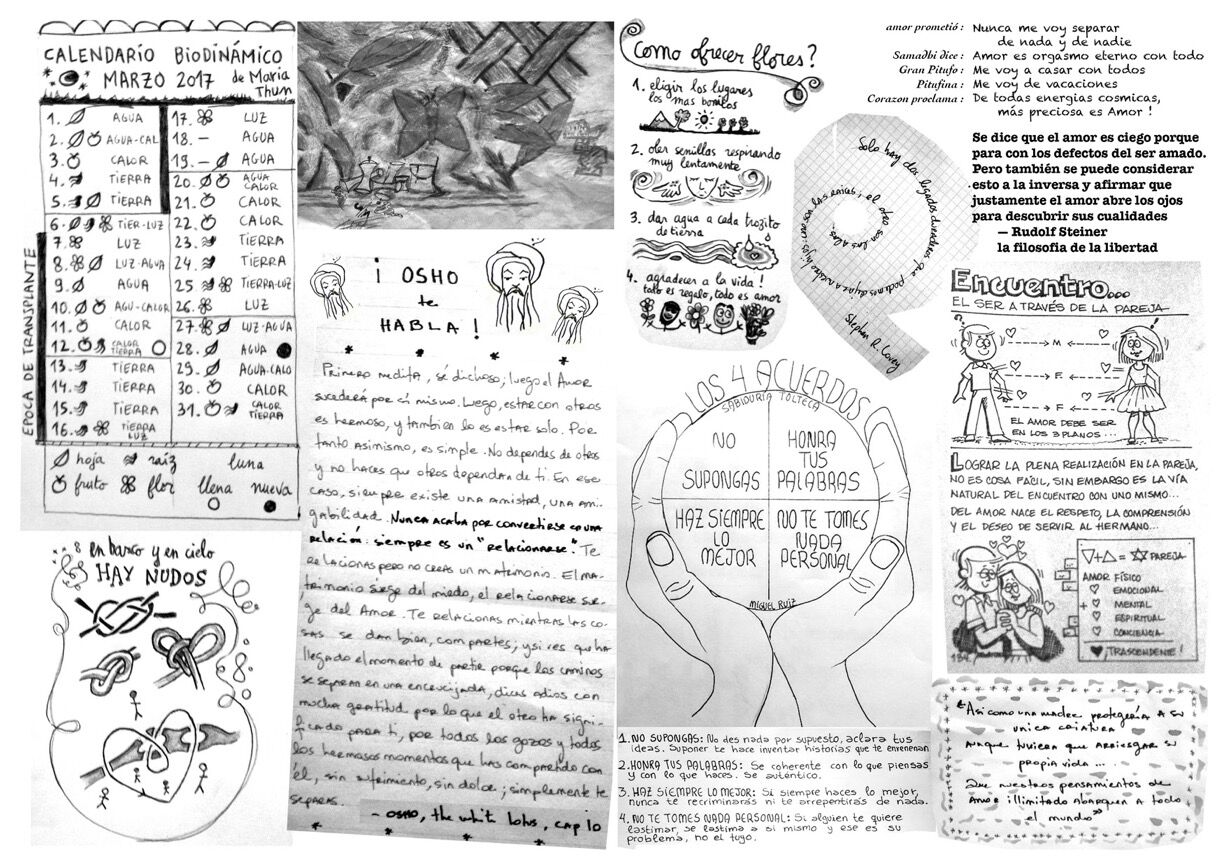 CALENDARIO BIODINÁMICO
MARZO 2017 de Maria Thun
ÉPOCA DE TRANSPLANTE
1. AGUA
2. AGUA-CAL
3. CALOR
4. TIERRA
5. TIERRA
6. TIER-LUZ
7. LUZ
8. LUZ-AGUA
9. AGUA
10. AGU-CALOR
11. CALOR
12. CALOR TIERRA
13. TIERRA
14. TIERRA
15. TIERRA
16. TIERRA LUZ
17. LUZ
18. — AGUA
19. — AGUA
20. AGUA CALOR
21. CALOR
22. CALOR
23. TIERRA
24. TIERRA
25. TIERRA-LUZ
26. LUZ
27. LUZ-AGUA
28. AGUA
29. AGUA-CALO
30. CALOR
31. CALOR TIERRA
hoja raíz luna
fruto flor llena nueva
en barco y en cielo
HAY NUDOS
¡ OSHO
te
HABLA !
Primero medita, sé dichoso, luego el Amor
sucederá por sí mismo. Luego, estar con otros
es hermoso, y también lo es estar solo. Por
tanto asimismo, es simple. No dependes de otros
y no haces que otros dependan de ti. En ese
caso, siempre existe una amistad, una ami-
gabilidad. Nunca acaba por convertirse en una
relación: siempre es un "relacionarse". Te
relacionas pero no creas un matrimonio. El ma-
trimonio surge del miedo, el relacionarse sur-
ge del Amor. Te relacionas mientras las co-
sas se dan bien, compartes; y si ves que ha
llegado el momento de partir porque los caminos
se separan en una encrucijada, dices adios con
mucha gratitud por lo que el otro ha signi-
ficado para ti, por todos los gozos y todos
los hermosos momentos que has compartido con
él, sin sufrimiento, sin dolor; simplemente te
separas.
- OSHO, the whit lotus, cap 10
Como ofrecer flores?
1. eligir los lugares
los mas bonitos
2. oler semillas respirando
muy lentamente
3. dar agua a cada trozito
de tierra
4. agradecer a la vida!
todo es regalo, todo es amor
Solo hay dos legados duraderos que podemos dejar a nuestros hijos: uno son las raices; el otro son las alas.
Stephen R. Covey
amor prometió : Nunca me voy separar
de nada y de nadie
Samadhi dice : Amor es orgasmo eterno con todo
Gran Pitufo : Me voy a casar con todos
Pitufina : Me voy de vacaciones
Corazon proclama : De todas energias cosmicas,
más preciosa es Amor !
Se dice que el amor es ciego porque
para con los defectos del ser amado.
Pero también se puede considerar
esto a la inversa y afirmar que
justamente el amor abre los ojos
para descubrir sus cualidades
— Rudolf Steiner
la filosofia de la libertad
Encuentro...
EL SER A TRAVÉS DE LA PAREJA
? ?
M
E
F
EL AMOR DEBE SER
EN LOS 3 PLANOS...
LOGRAR LA PLENA REALIZACIÓN EN LA PAREJA,
NO ES COSA FÁCIL, SIN EMBARGO ES LA VÍA
NATURAL DEL ENCUENTRO CON UNO MISMO...
DEL AMOR NACE EL RESPETO, LA COMPRENSIÓN
Y EL DESEO DE SERVIR AL HERMANO...
▽+△=✡ PAREJA
AMOR FÍSICO
♡ EMOCIONAL
+ ♡ MENTAL
♡ ESPIRITUAL
♡ CONCIENCIA
♥ ¡TRASCENDENTE!
LOS 4 ACUERDOS
SABIDURIA TOLTECA
NO
SUPONGAS
HONRA
TUS
PALABRAS
HAZ SIEMPRE
LO
MEJOR
NO TE TOMES
NADA
PERSONAL
MIGUEL RUIZ
1. NO SUPONGAS: No des nada por supuesto, aclara tus
ideas. Suponer te hace inventar historias que te envenenan
2. HONRA TUS PALABRAS: Se coherente con lo que piensas
y con lo que haces. Se auténtico.
3. HAZ SIEMPRE LO MEJOR: Si siempre haces lo mejor,
nunca te recriminarás ni te arrepentirás de nada.
4. NO TE TOMES NADA PERSONAL: Si alguien te quiere
lastimar, se lastima a si mismo y ese es su
problema, no el tuyo.
"Asi como una madre protegeria a su
unica criatura
aunque tuviera que arriesgar su
propia vida ...
Que nuestros pensamientos de
amor illimitado abarquen a todo
el mundo"